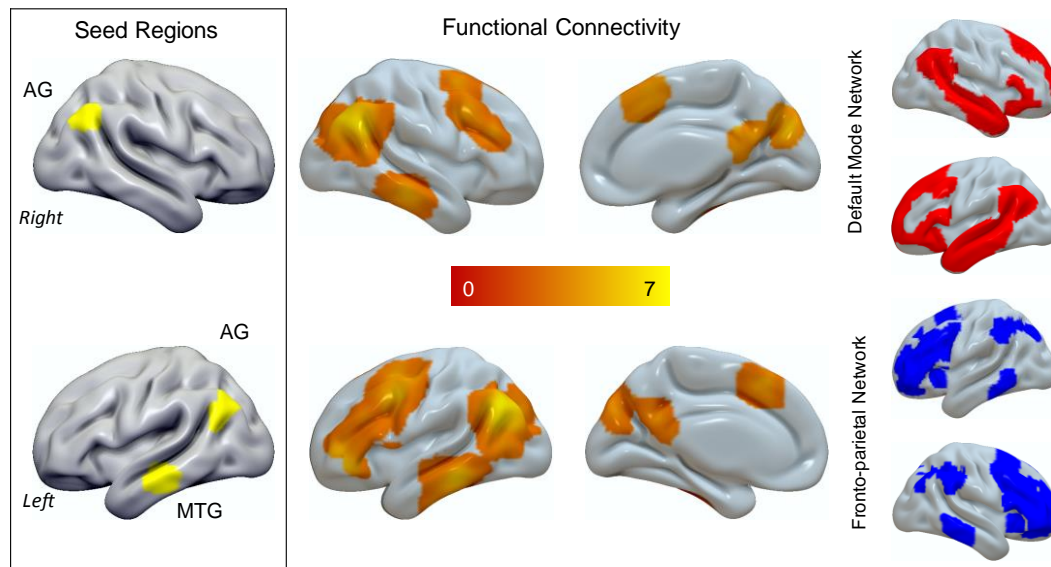 Seed Regions
Functional Connectivity
AG
Right
Default Mode Network
0
7
AG
Left
MTG
Fronto-parietal Network